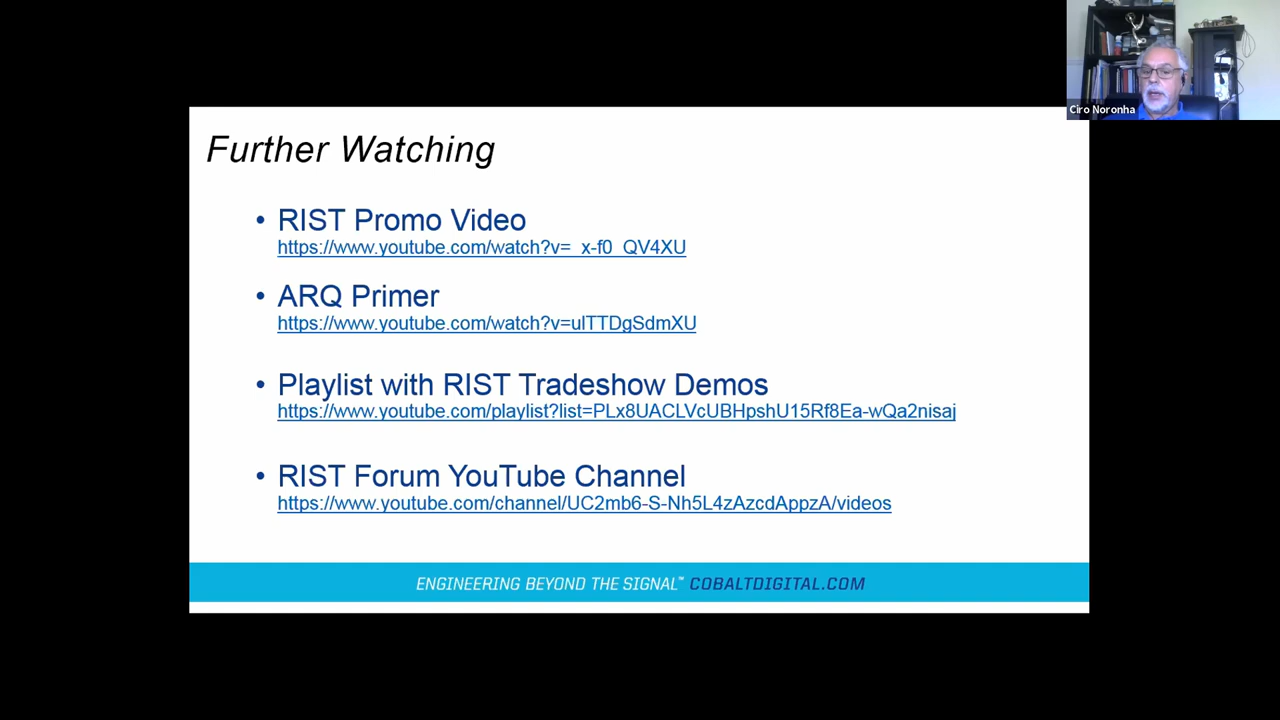 Ciro Noronha
Further Watching
• RIST Promo Video
https://www.youtube.com/watch?v=_x-f0_QV4XU
• ARQ Primer
https://www.youtube.com/watch?v=ulTTDgSdmXU
• Playlist with RIST Tradeshow Demos
https://www.youtube.com/playlist?list=PLx8UACLVcUBHpshU15Rf8Ea-wQa2nisaj
• RIST Forum YouTube Channel
https://www.youtube.com/channel/UC2mb6-S-Nh5L4zAzcdAppzA/videos
ENGINEERING BEYOND THE SIGNAL™ COBALTDIGITAL.COM